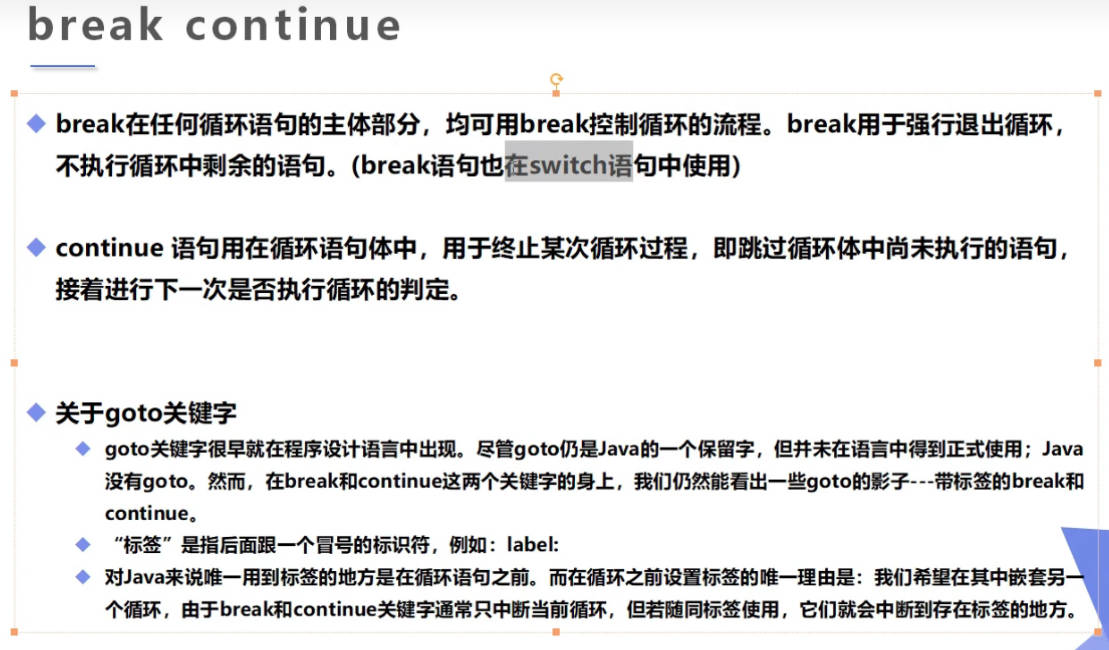 break continue
break在任何循环语句的主体部分，均可用break控制循环的流程。break用于强行退出循环，
不执行循环中剩余的语句。(break语句也在switch语句中使用)
continue 语句用在循环语句体中，用于终止某次循环过程，即跳过循环体中尚未执行的语句，
接着进行下一次是否执行循环的判定。
关于goto关键字
goto关键字很早就在程序设计语言中出现。尽管goto仍是Java的一个保留字，但并未在语言中得到正式使用；Java
没有goto。然而，在break和continue这两个关键字的身上，我们仍然能看出一些goto的影子---带标签的break和
continue。
“标签”是指后面跟一个冒号的标识符，例如：label:
对Java来说唯一用到标签的地方是在循环语句之前。而在循环之前设置标签的唯一理由是：我们希望在其中嵌套另一
个循环，由于break和continue关键字通常只中断当前循环，但若随同标签使用，它们就会中断到存在标签的地方。